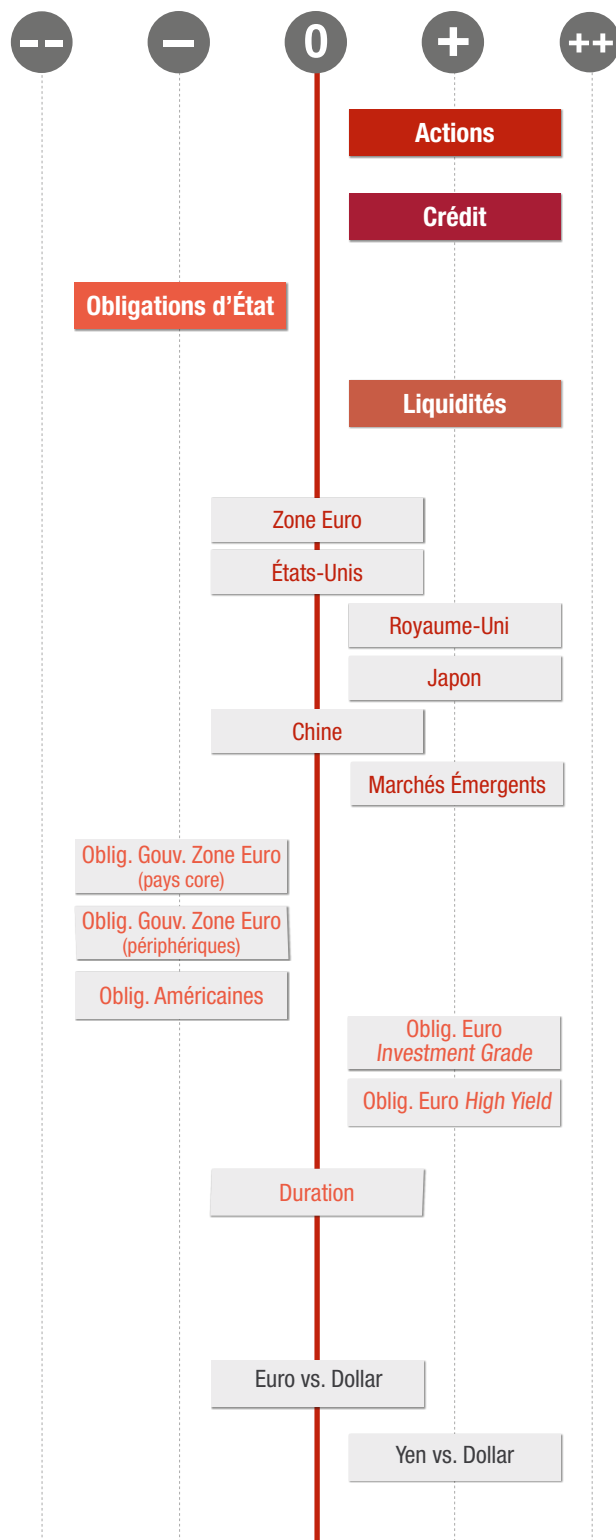 -- – 0 + ++
Actions
Crédit
Obligations d’État
Liquidités
Zone Euro
États-Unis
Royaume-Uni
Japon
Chine
Marchés Émergents
Oblig. Gouv. Zone Euro
(pays core)
Oblig. Gouv. Zone Euro
(périphériques)
Oblig. Américaines
Oblig. Euro
Investment Grade
Oblig. Euro High Yield
Duration
Euro vs. Dollar
Yen vs. Dollar